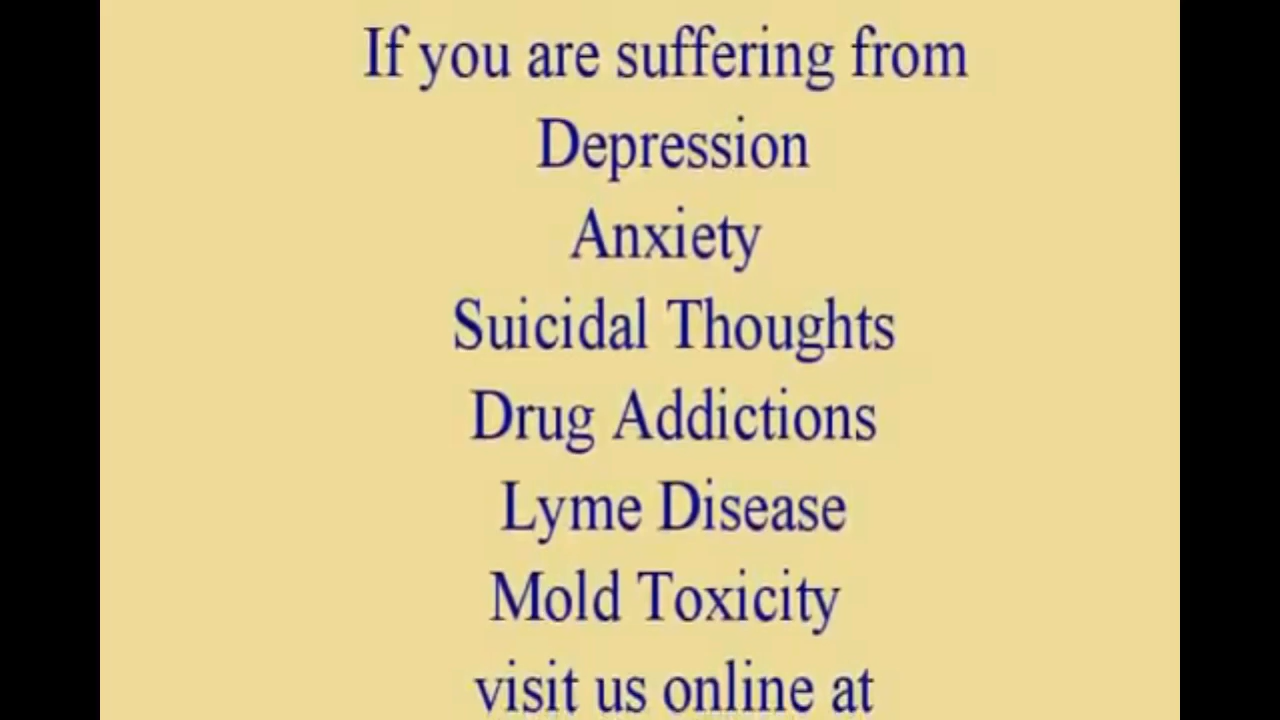 If you are suffering from
Depression
Anxiety
Suicidal Thoughts
Drug Addictions
Lyme Disease
Mold Toxicity
visit us online at